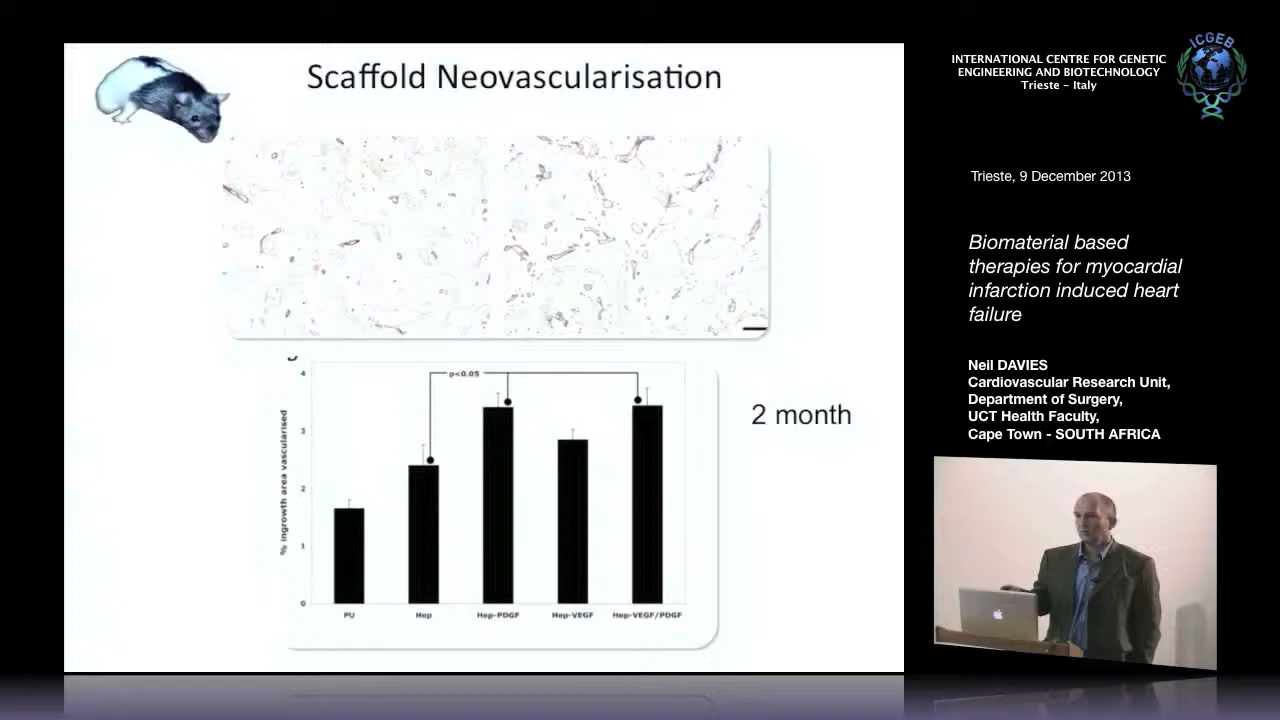 Scaffold Neovascularisation
4
3
2
1
0
% ingrowth area vascularised
p<0.05
PU
Hep
Hep-PDGF
Hep-VEGF
Hep-VEGF/PDGF
2 month
INTERNATIONAL CENTRE FOR GENETIC
ENGINEERING AND BIOTECHNOLOGY
Trieste - Italy
ICGEB
Trieste, 9 December 2013
Biomaterial based
therapies for myocardial
infarction induced heart
failure
Neil DAVIES
Cardiovascular Research Unit,
Department of Surgery,
UCT Health Faculty,
Cape Town - SOUTH AFRICA